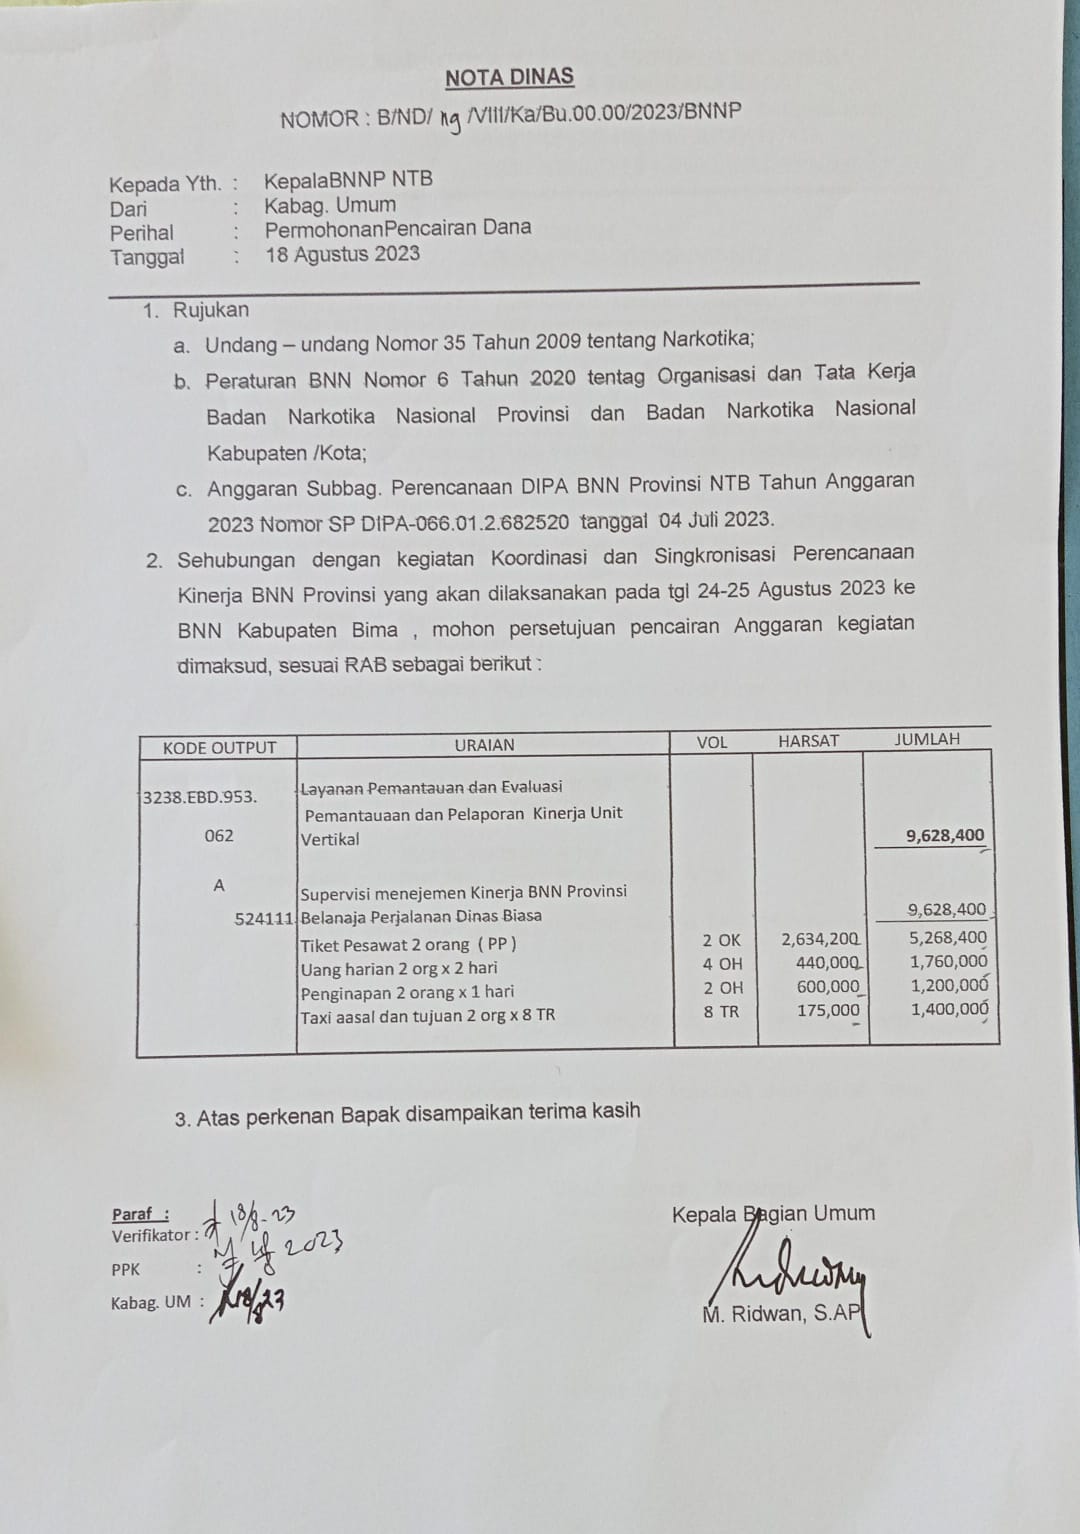 NOTA DINAS
NOMOR : B/ND/ /VIII/Ka/Bu.00.00/2023/BNNP
Kepada Yth. : KepalaBNNP NTB
Dari : Kabag. Umum
Perihal : PermohonanPencairan Dana
Tanggal : 18 Agustus 2023
1. Rujukan
a. Undang – undang Nomor 35 Tahun 2009 tentang Narkotika;
b. Peraturan BNN Nomor 6 Tahun 2020 tentag Organisasi dan Tata Kerja
Badan Narkotika Nasional Provinsi dan Badan Narkotika Nasional
Kabupaten /Kota;
c. Anggaran Subbag. Perencanaan DIPA BNN Provinsi NTB Tahun Anggaran
2023 Nomor SP DIPA-066.01.2.682520 tanggal 04 Juli 2023.
2. Sehubungan dengan kegiatan Koordinasi dan Singkronisasi Perencanaan
Kinerja BNN Provinsi yang akan dilaksanakan pada tgl 24-25 Agustus 2023 ke
BNN Kabupaten Bima , mohon persetujuan pencairan Anggaran kegiatan
dimaksud, sesuai RAB sebagai berikut :
KODE OUTPUT URAIAN VOL HARSAT JUMLAH
3238.EBD.953. Layanan Pemantauan dan Evaluasi
Pemantauaan dan Pelaporan Kinerja Unit
062 Vertikal 9,628,400
A Supervisi menejemen Kinerja BNN Provinsi
524111 Belanaja Perjalanan Dinas Biasa 9,628,400
Tiket Pesawat 2 orang ( PP ) 2 OK 2,634,200 5,268,400
Uang harian 2 org x 2 hari 4 OH 440,000 1,760,000
Penginapan 2 orang x 1 hari 2 OH 600,000 1,200,000
Taxi aasal dan tujuan 2 org x 8 TR 8 TR 175,000 1,400,000
3. Atas perkenan Bapak disampaikan terima kasih
Paraf :
Verifikator : 18/8-23
PPK : 2023
Kabag. UM : 18/8 23
Kepala Bagian Umum
M. Ridwan, S.AP